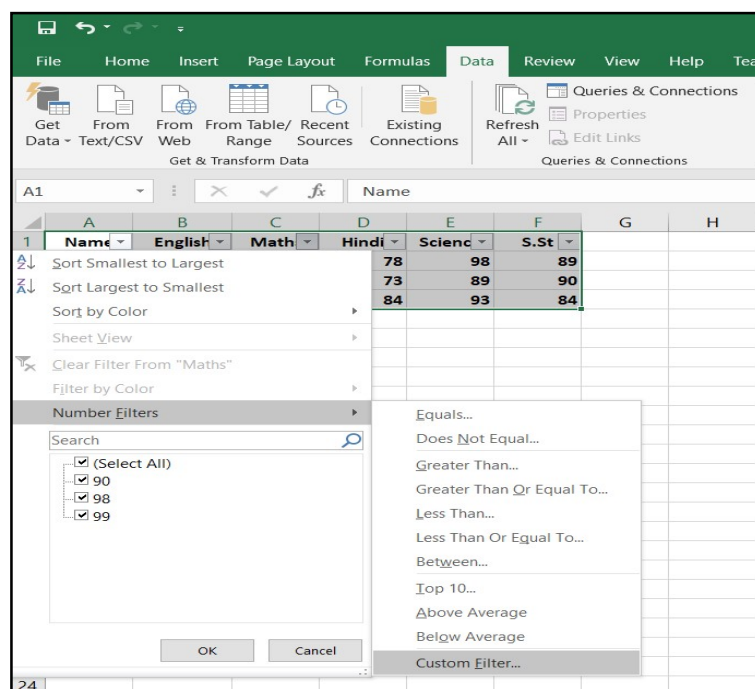 File Home Insert Page Layout Formulas Data Review View Help Tea
Get Data From Text/CSV From Web From Table/ Range Recent Sources Existing Connections Refresh All Queries & Connections
Properties
Edit Links
Get & Transform Data Queries & Connections
A1 fx Name
A B C D E F G H
1 Name English Math Hindi Scienc S.St
78 98 89
73 89 90
84 93 84
Sort Smallest to Largest
Sort Largest to Smallest
Sort by Color
Sheet View
Clear Filter From "Maths"
Filter by Color
Number Filters
Search
(Select All)
90
98
99
OK Cancel
Equals...
Does Not Equal...
Greater Than...
Greater Than Or Equal To...
Less Than...
Less Than Or Equal To...
Between...
Top 10...
Above Average
Below Average
Custom Filter...
24